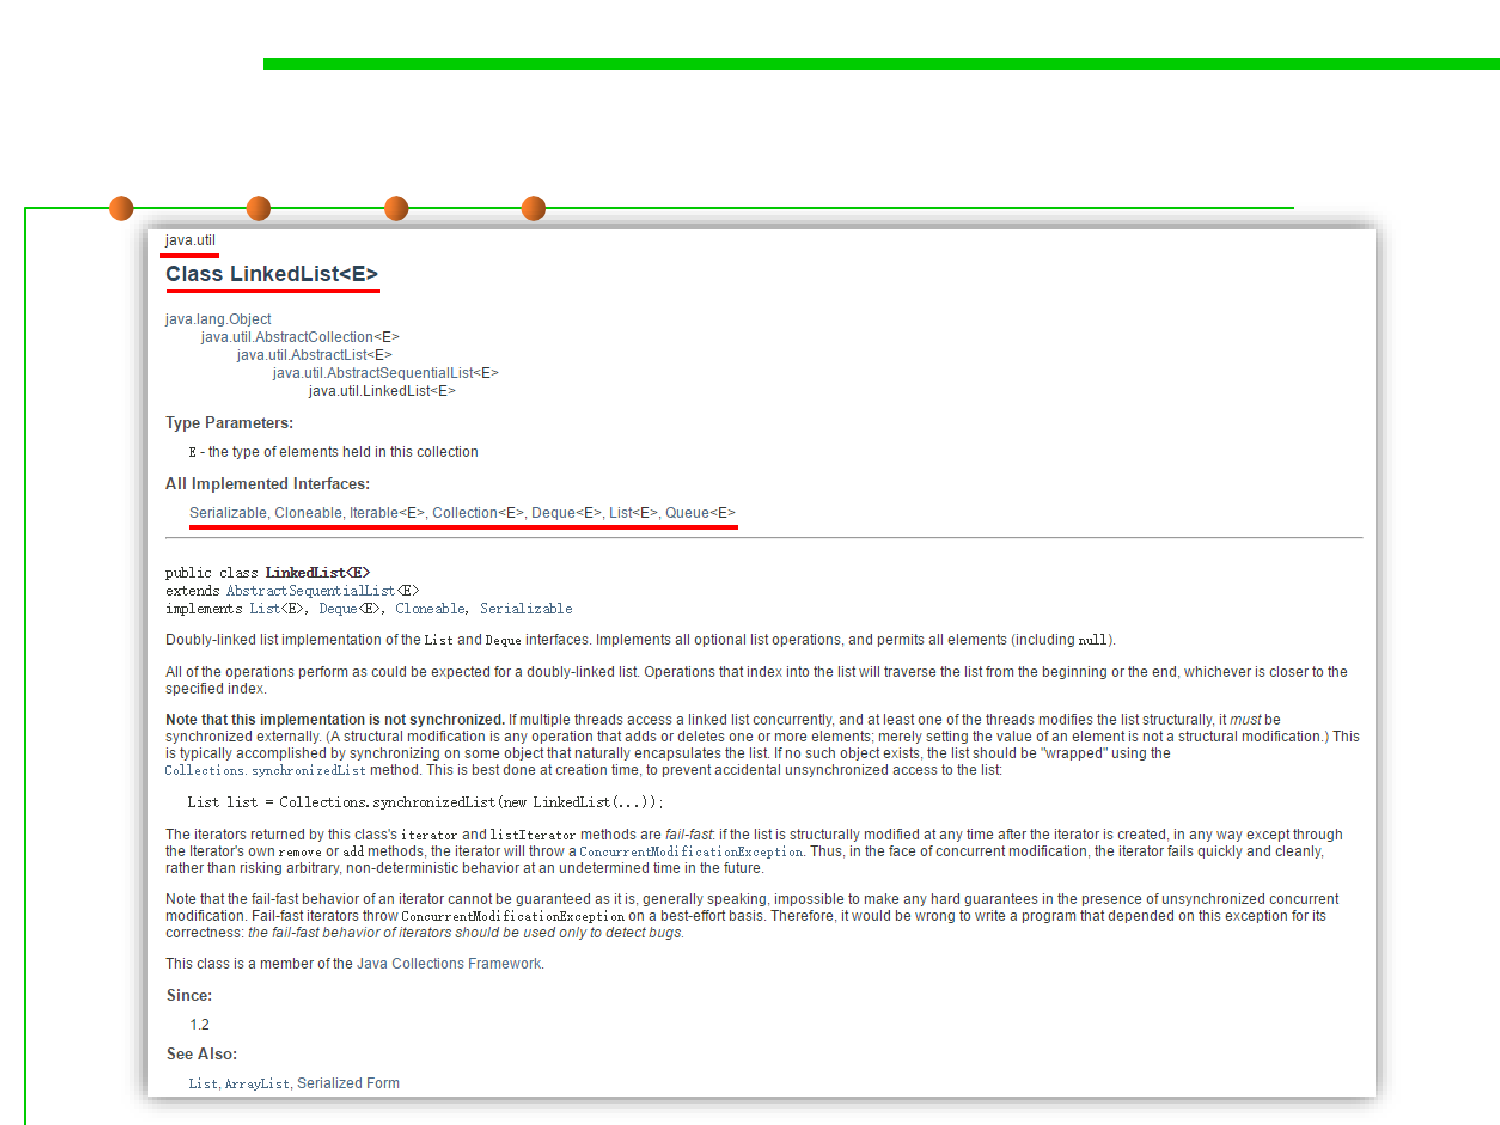 java.util
Class LinkedList<E>
java.lang.Object
java.util.AbstractCollection<E>
java.util.AbstractList<E>
java.util.AbstractSequentialList<E>
java.util.LinkedList<E>
Type Parameters:
E - the type of elements held in this collection
All Implemented Interfaces:
Serializable, Cloneable, Iterable<E>, Collection<E>, Deque<E>, List<E>, Queue<E>
public class LinkedList<E>
extends AbstractSequentialList<E>
implements List<E>, Deque<E>, Cloneable, Serializable
Doubly-linked list implementation of the List and Deque interfaces. Implements all optional list operations, and permits all elements (including null).
All of the operations perform as could be expected for a doubly-linked list. Operations that index into the list will traverse the list from the beginning or the end, whichever is closer to the
specified index.
Note that this implementation is not synchronized. If multiple threads access a linked list concurrently, and at least one of the threads modifies the list structurally, it must be
synchronized externally. (A structural modification is any operation that adds or deletes one or more elements; merely setting the value of an element is not a structural modification.) This
is typically accomplished by synchronizing on some object that naturally encapsulates the list. If no such object exists, the list should be "wrapped" using the
Collections.synchronizedList method. This is best done at creation time, to prevent accidental unsynchronized access to the list:
List list = Collections.synchronizedList(new LinkedList(...));
The iterators returned by this class's iterator and listIterator methods are fail-fast: if the list is structurally modified at any time after the iterator is created, in any way except through
the Iterator's own remove or add methods, the iterator will throw a ConcurrentModificationException. Thus, in the face of concurrent modification, the iterator fails quickly and cleanly,
rather than risking arbitrary, non-deterministic behavior at an undetermined time in the future.
Note that the fail-fast behavior of an iterator cannot be guaranteed as it is, generally speaking, impossible to make any hard guarantees in the presence of unsynchronized concurrent
modification. Fail-fast iterators throw ConcurrentModificationException on a best-effort basis. Therefore, it would be wrong to write a program that depended on this exception for its
correctness: the fail-fast behavior of iterators should be used only to detect bugs.
This class is a member of the Java Collections Framework.
Since:
1.2
See Also:
List, ArrayList, Serialized Form